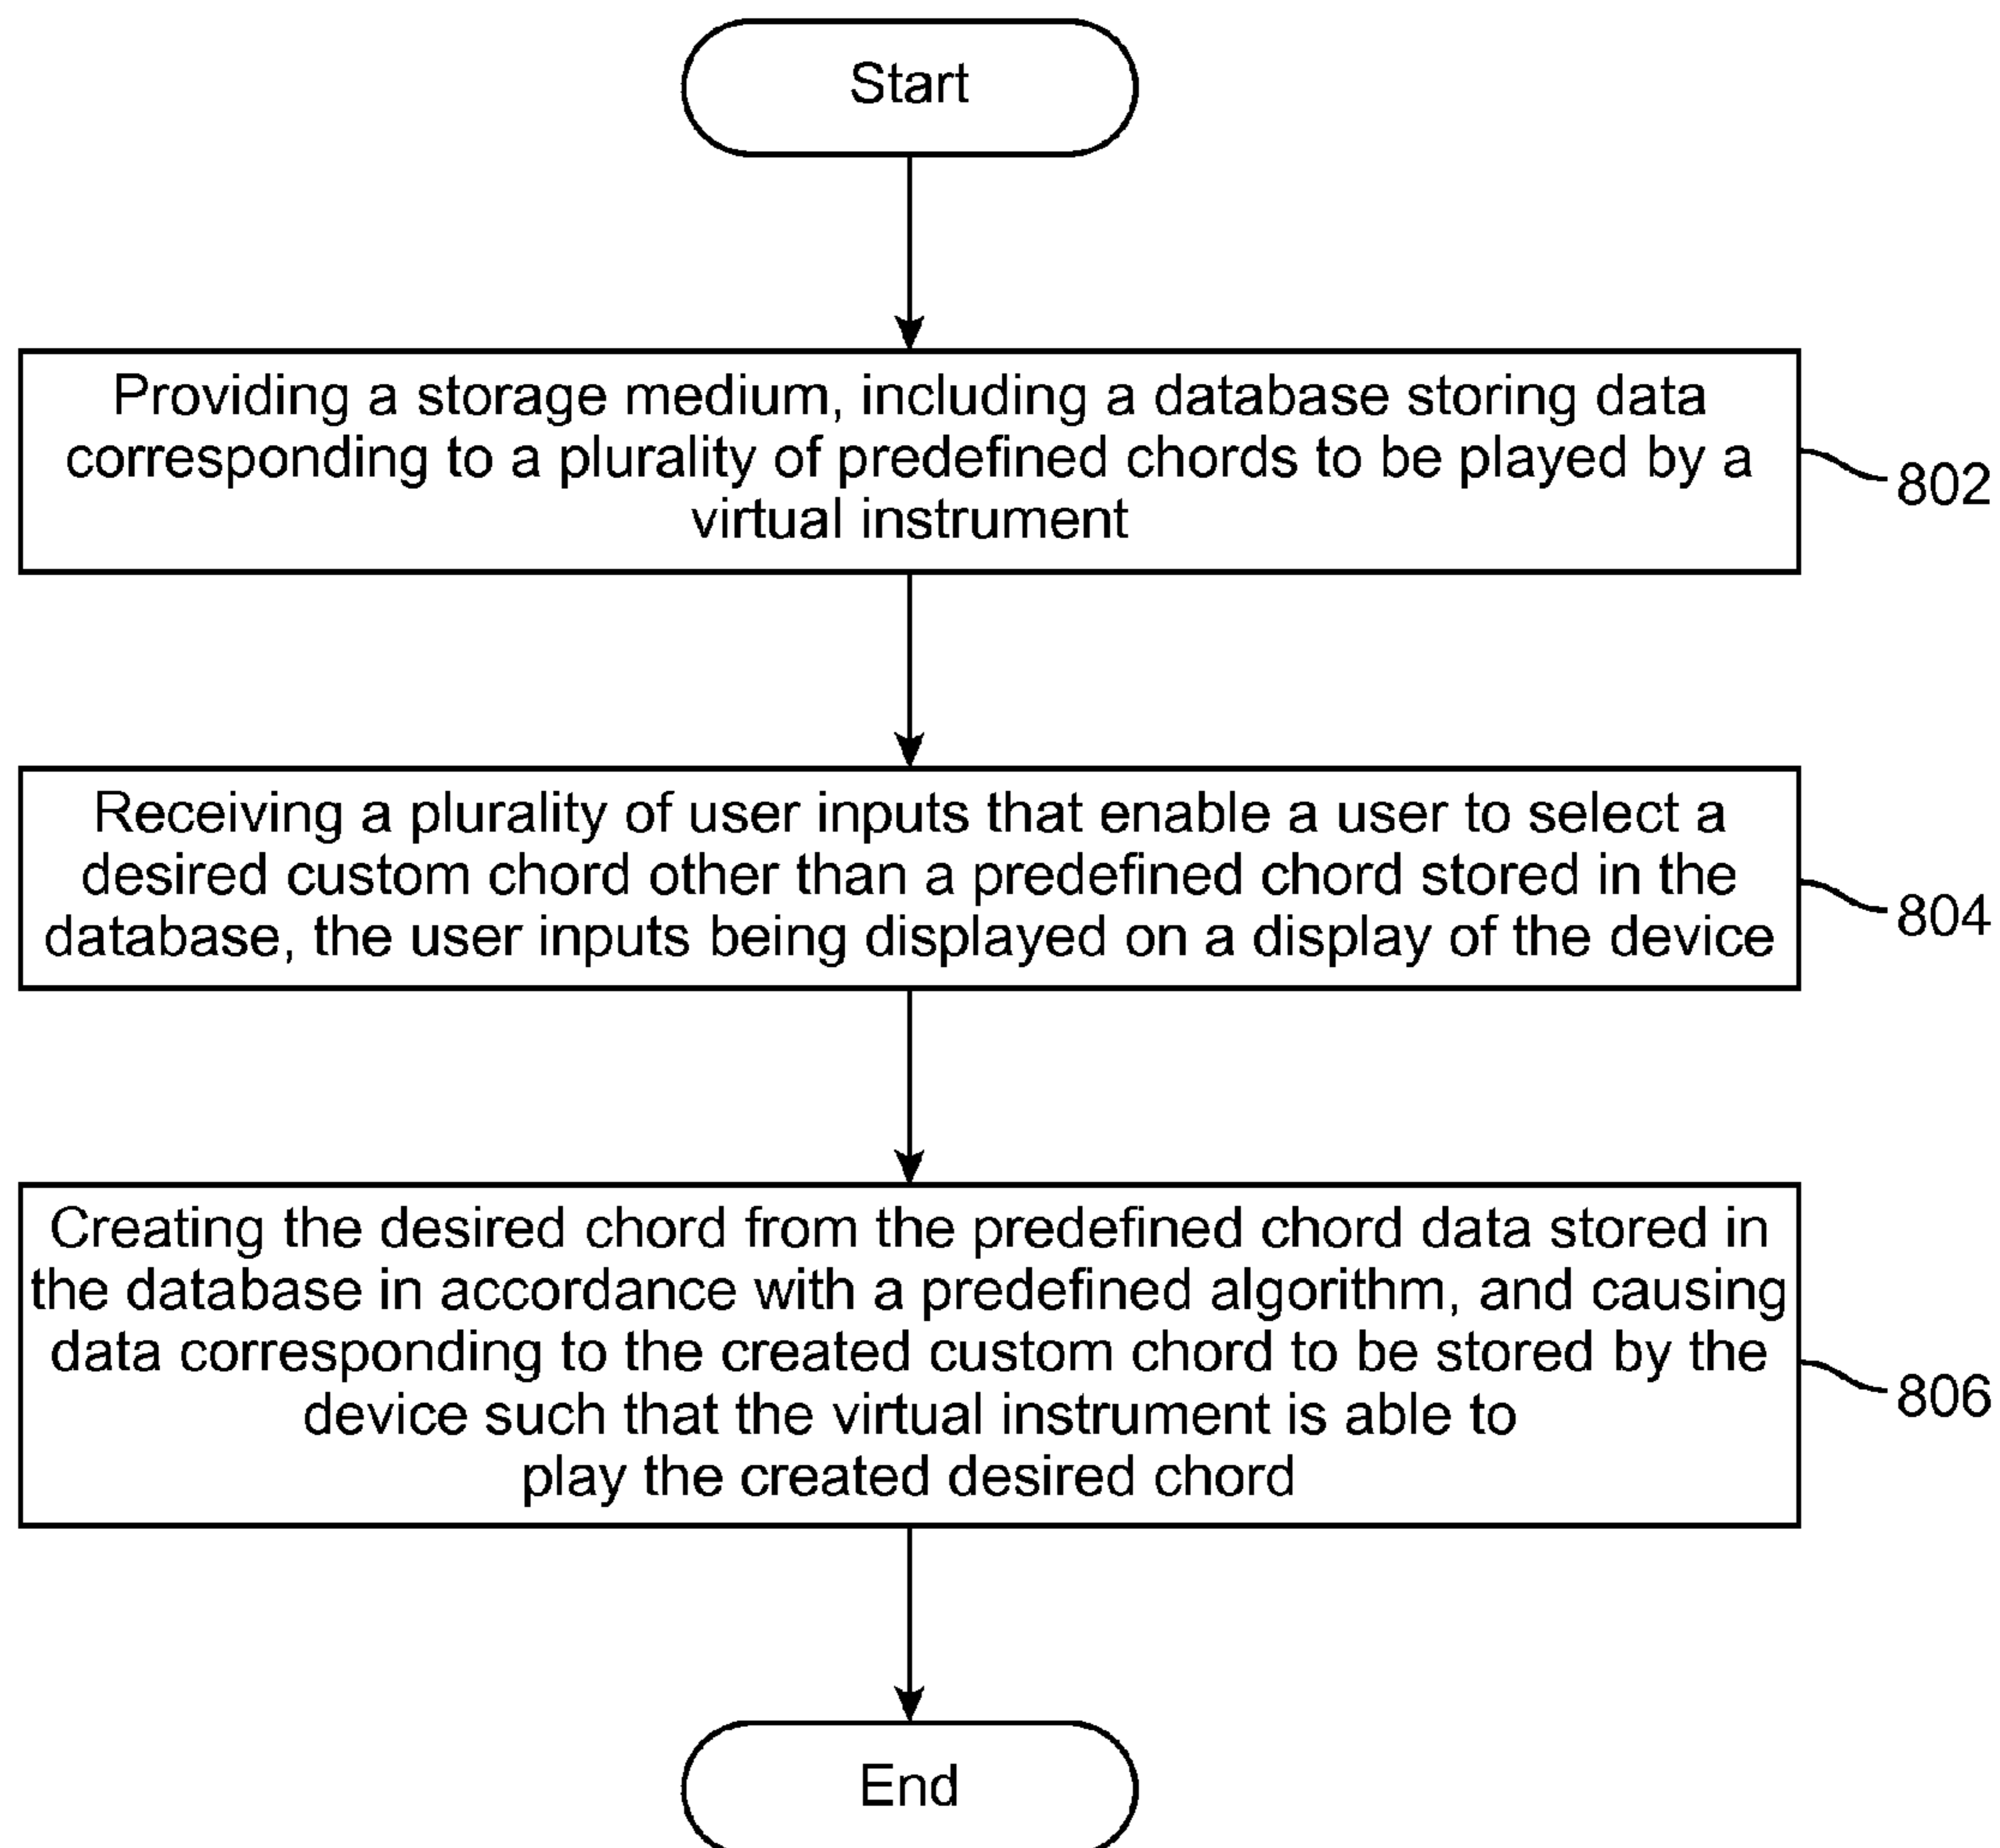 Start
Providing a storage medium, including a database storing data
corresponding to a plurality of predefined chords to be played by a
virtual instrument
802
Receiving a plurality of user inputs that enable a user to select a
desired custom chord other than a predefined chord stored in the
database, the user inputs being displayed on a display of the device
804
Creating the desired chord from the predefined chord data stored in
the database in accordance with a predefined algorithm, and causing
data corresponding to the created custom chord to be stored by the
device such that the virtual instrument is able to
play the created desired chord
806
End